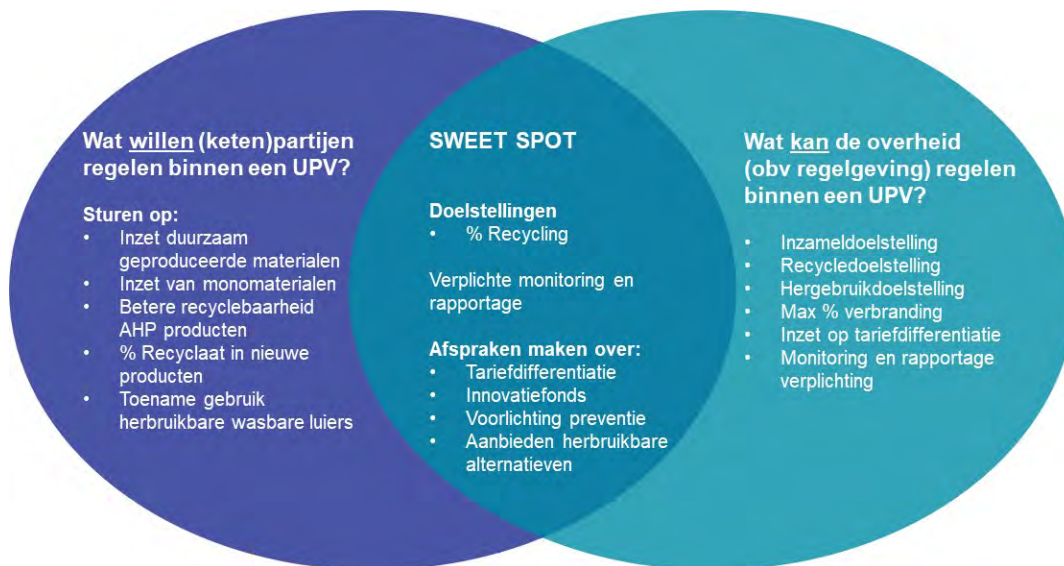 Wat willen (keten)partijen
regelen binnen een UPV?
Sturen op:
• Inzet duurzaam
geproduceerde materialen
• Inzet van monomaterialen
• Betere recyclebaarheid
AHP producten
• % Recyclaat in nieuwe
producten
• Toename gebruik
herbruikbare wasbare luiers
SWEET SPOT
Doelstellingen
• % Recycling
Verplichte monitoring en
rapportage
Afspraken maken over:
• Tariefdifferentiatie
• Innovatiefonds
• Voorlichting preventie
• Aanbieden herbruikbare
alternatieven
Wat kan de overheid
(obv regelgeving) regelen
binnen een UPV?
• Inzameldoelstelling
• Recycledoelstelling
• Hergebruikdoelstelling
• Max % verbranding
• Inzet op tariefdifferentiatie
• Monitoring en rapportage
verplichting